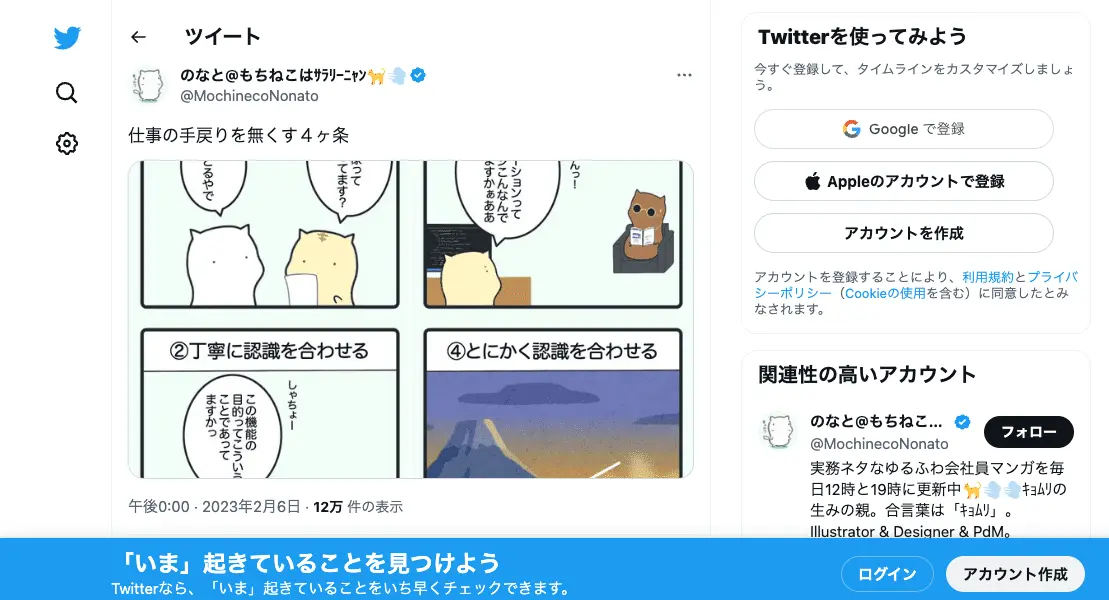 ツイート
のなと@もちねこはｻﾗﾘｰﾆｬﾝ🐈💨
@MochinecoNonato
仕事の手戻りを無くす４ヶ条
こるやで
って
てます?
ーションって
こんなんで
すかぁああ
んっ!
②丁寧に認識を合わせる
しゃちょー
この機能の
目的ってこういう
ことであって
ますかっ
④とにかく認識を合わせる
午後0:00 · 2023年2月6日 · 12万 件の表示
Twitterを使ってみよう
今すぐ登録して、タイムラインをカスタマイズしましょ
う。
Google で登録
Appleのアカウントで登録
アカウントを作成
アカウントを登録することにより、利用規約とプライバ
シーポリシー（Cookieの使用を含む）に同意したとみ
なされます。
関連性の高いアカウント
のなと@もちねこ...
@MochinecoNonato
フォロー
実務ネタなゆるふわ会社員マンガを毎
日12時と19時に更新中🐈💨💨ｷｮﾑﾘの
生みの親。合言葉は「ｷｮﾑﾘ」。
Illustrator & Designer & PdM。
「いま」起きていることを見つけよう
Twitterなら、「いま」起きていることをいち早くチェックできます。
ログイン
アカウント作成